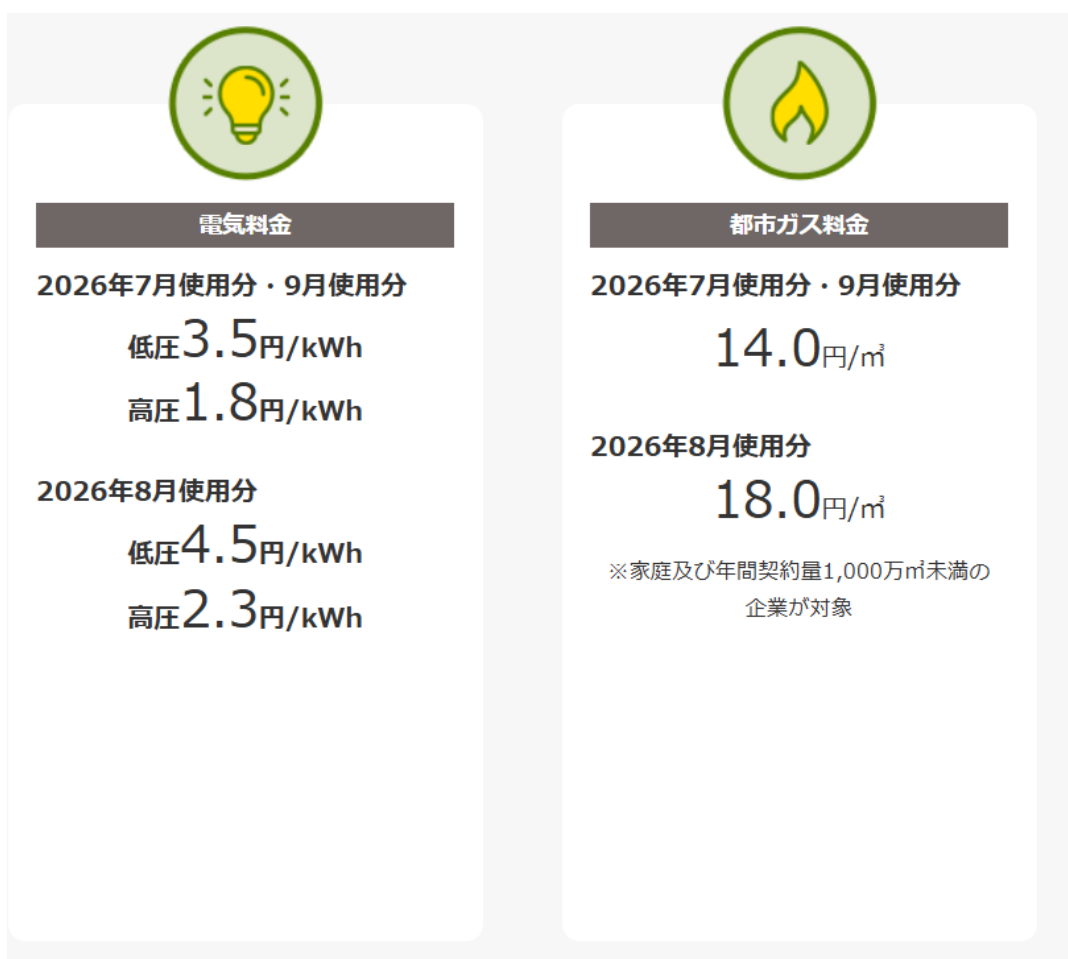 電気料金
2026年7月使用分・9月使用分
低圧3.5円/kWh
高圧1.8円/kWh
2026年8月使用分
低圧4.5円/kWh
高圧2.3円/kWh
都市ガス料金
2026年7月使用分・9月使用分
14.0円/㎥
2026年8月使用分
18.0円/㎥
※家庭及び年間契約量1,000万㎥未満の
企業が対象